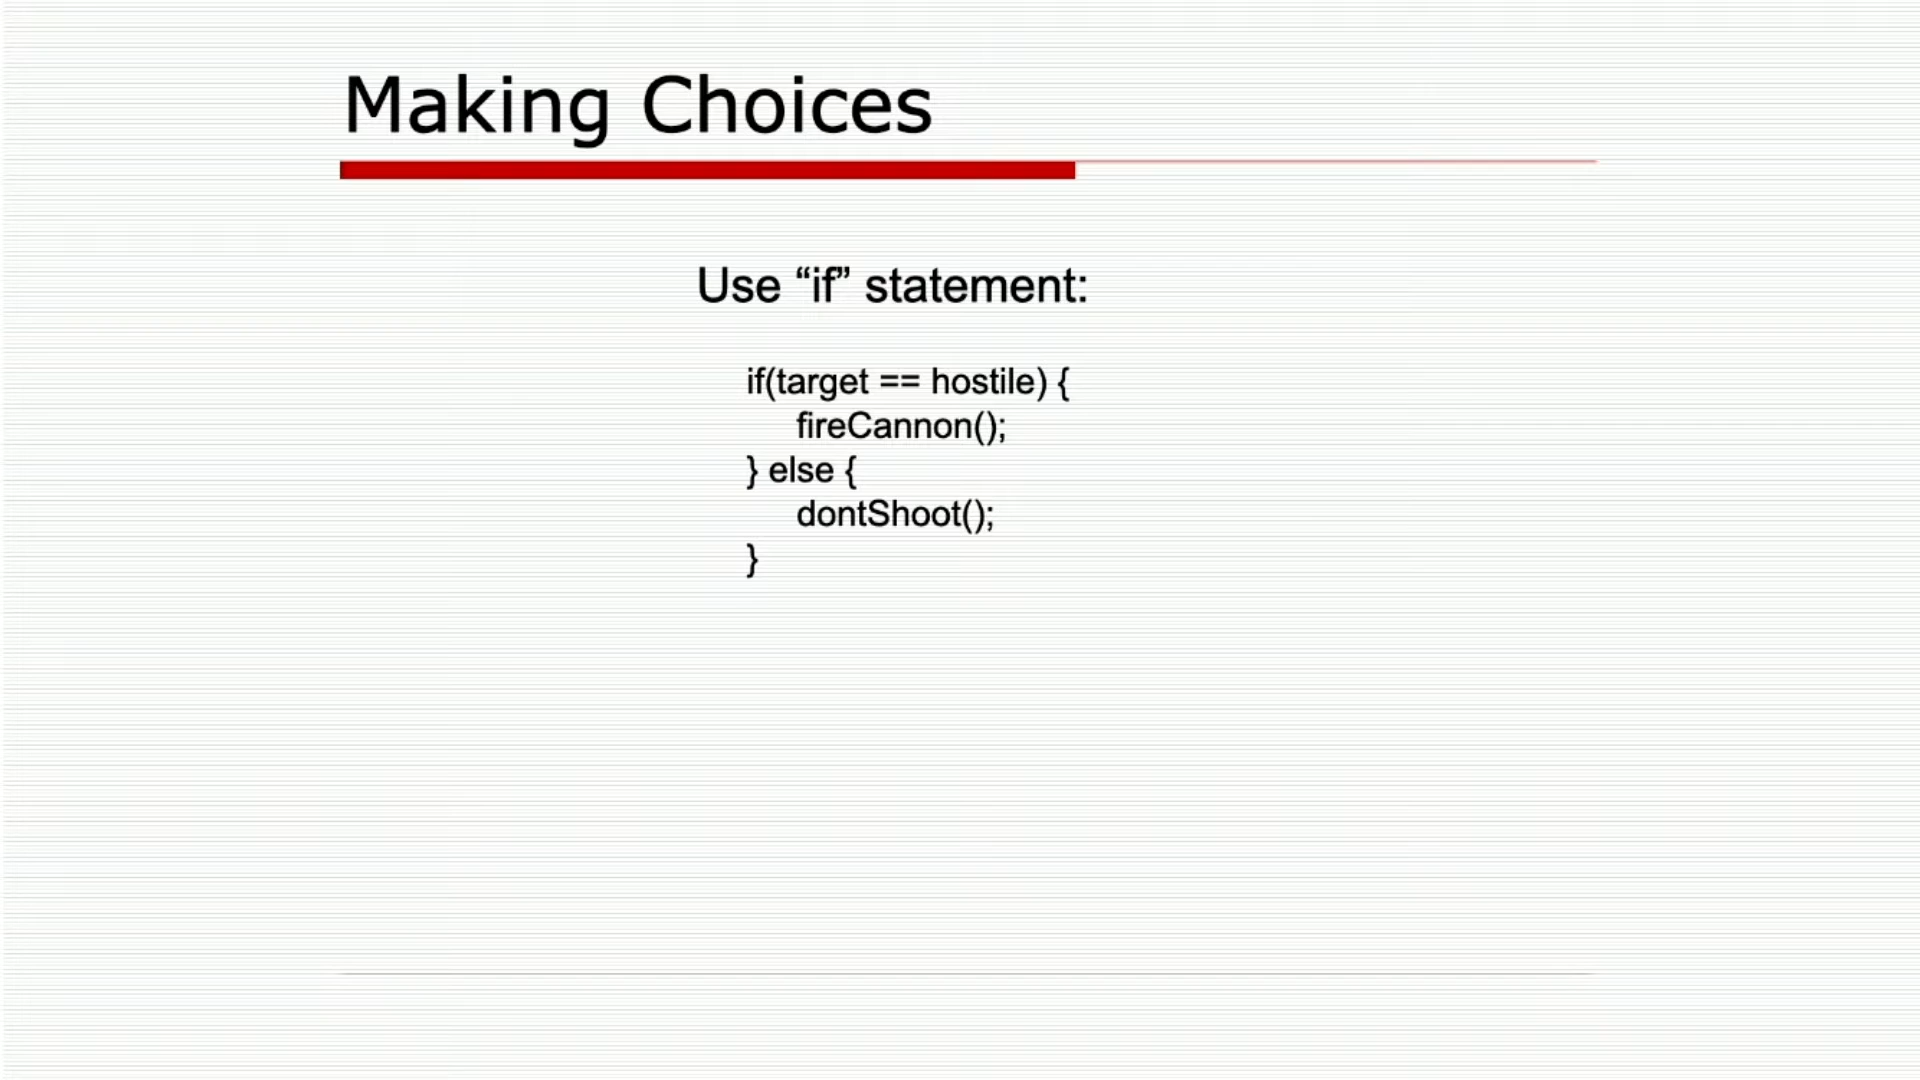 Making Choices
Use “if” statement:
if(target == hostile) {
fireCannon();
} else {
dontShoot();
}